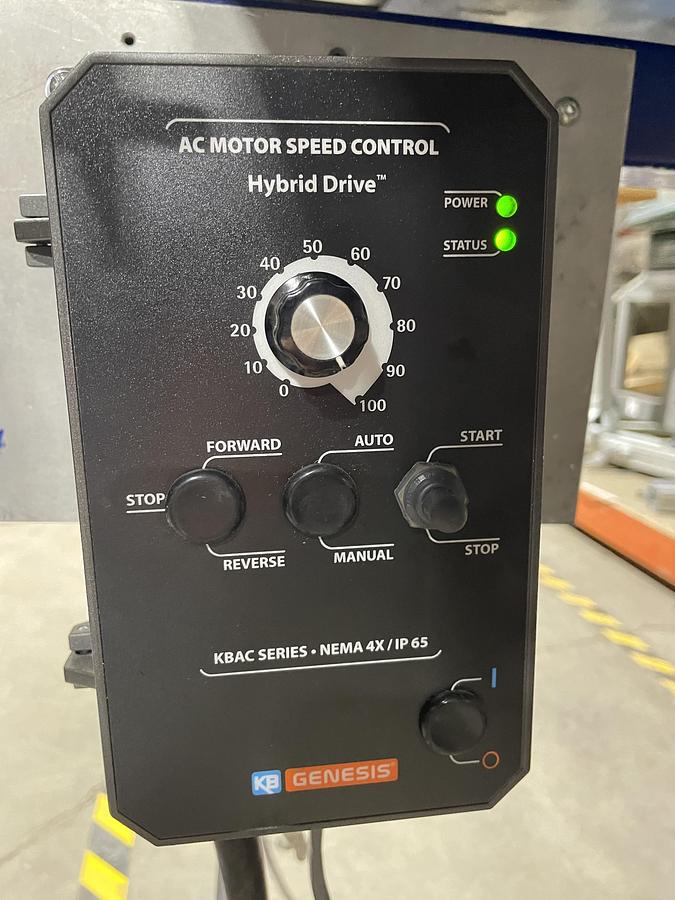 AC MOTOR SPEED CONTROL
Hybrid Drive™
POWER
STATUS
50
40 60
30 70
20 80
10 90
0 100
FORWARD AUTO START
STOP
REVERSE MANUAL STOP
KBAC SERIES • NEMA 4X / IP 65
I
O
KB GENESIS®